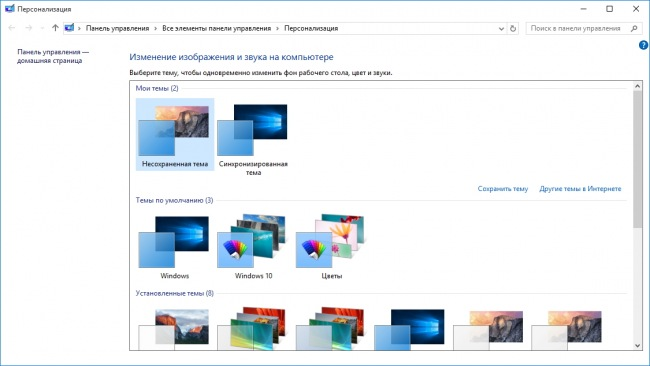 Персонализация
Панель управления > Все элементы панели управления > Персонализация
Поиск в панели управления
Панель управления —
домашняя страница
Изменение изображения и звука на компьютере
Выберите тему, чтобы одновременно изменить фон рабочего стола, цвет и звуки.
Мои темы (2)
Несохраненная тема
Синхронизированная
тема
Сохранить тему
Другие темы в Интернете
Темы по умолчанию (3)
Windows
Windows 10
Цветы
Установленные темы (8)